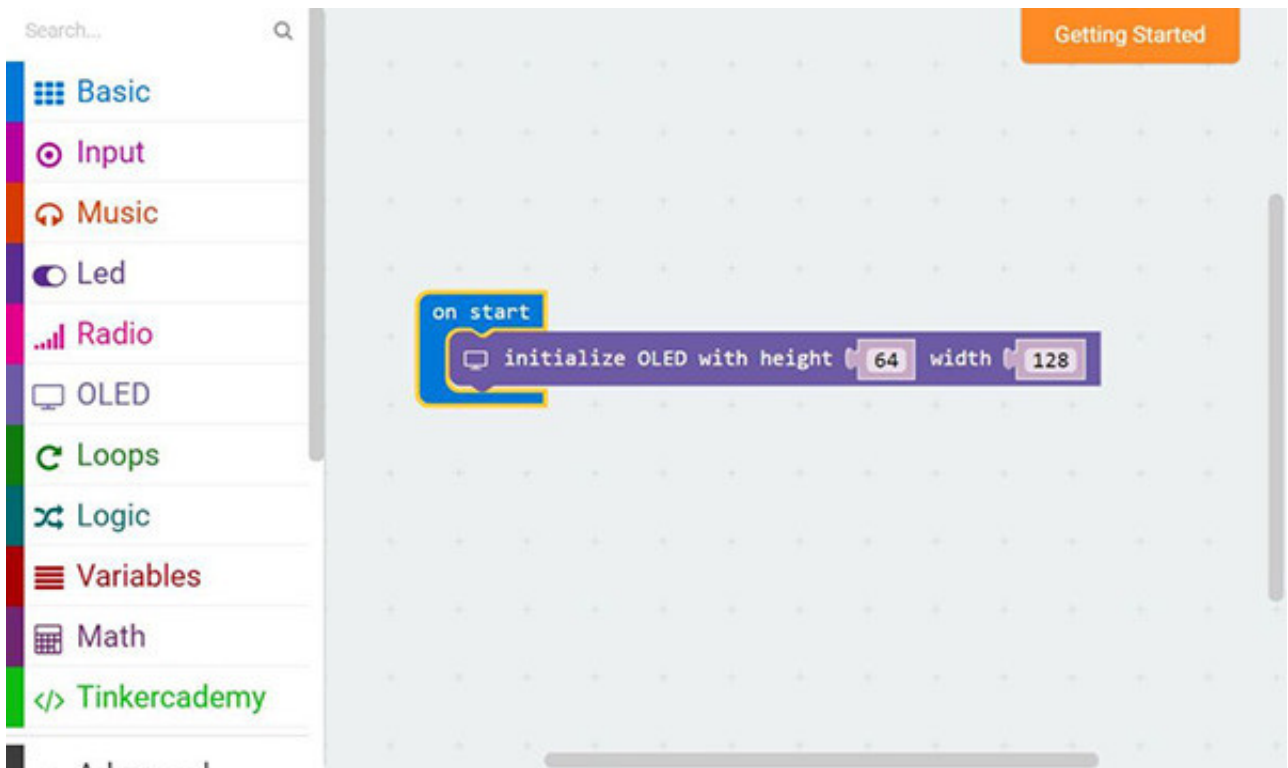 Search...
Getting Started
Basic
Input
Music
Led
Radio
OLED
Loops
Logic
Variables
Math
Tinkercademy
on start
initialize OLED with height 64 width 128